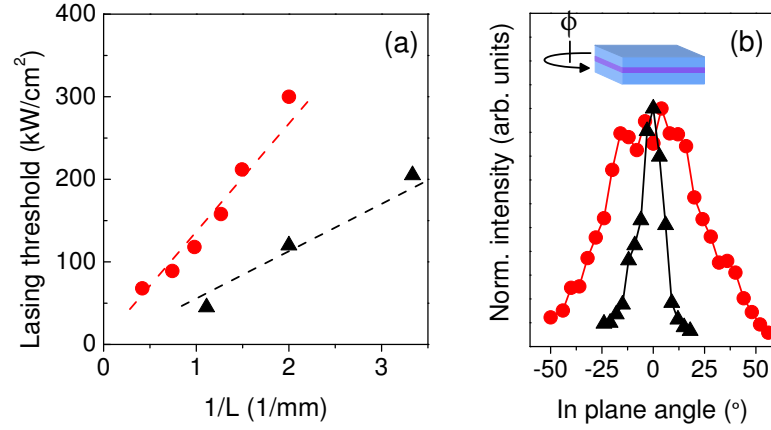 (a)
400
300
200
100
0
0
1
2
3
Lasing threshold (kW/cm²)
1/L (1/mm)
(b)
ϕ
Norm. intensity (arb. units)
-50
-25
0
25
50
In plane angle (°)